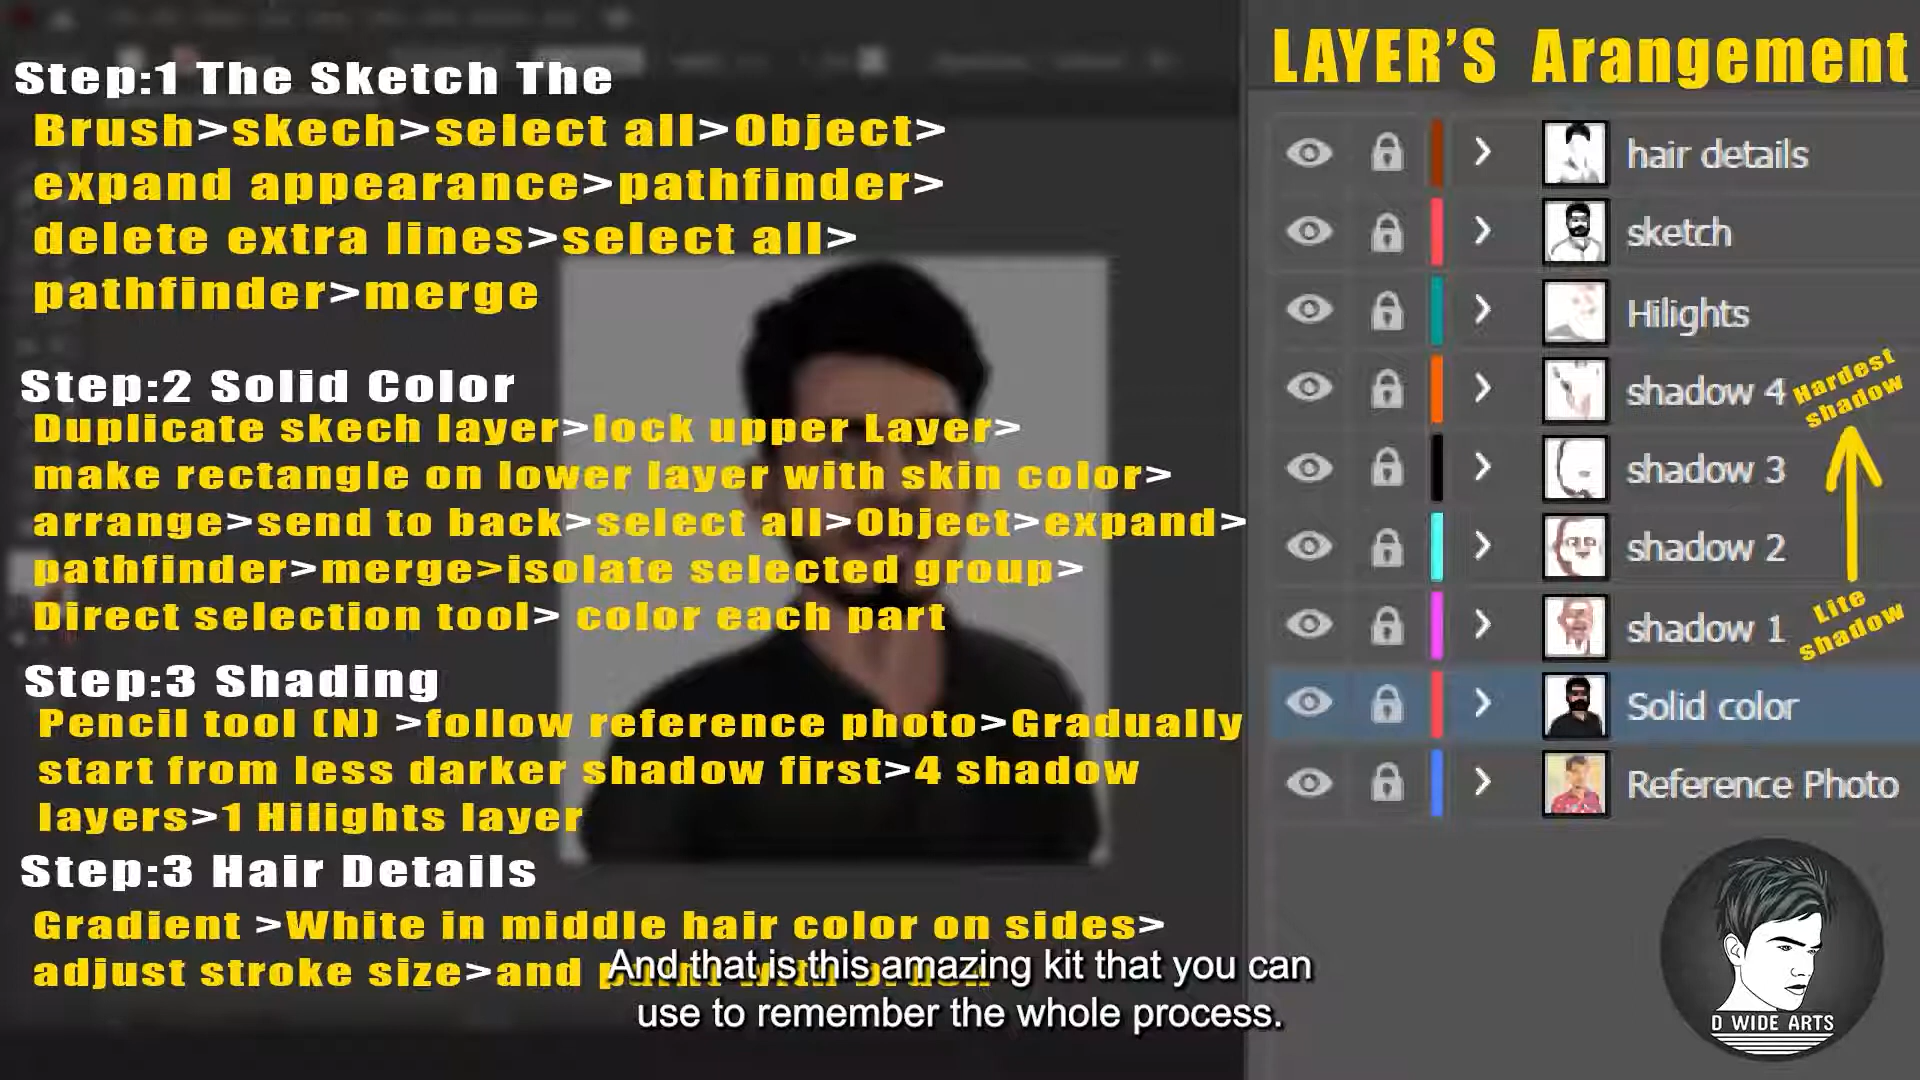 Step:1 The Sketch The
Brush>skech>select all>Object>
expand appearance>pathfinder>
delete extra lines>select all>
pathfinder>merge
Step:2 Solid Color
Duplicate skech layer>lock upper Layer>
make rectangle on lower layer with skin color>
arrange>send to back>select all>Object>expand>
pathfinder>merge>isolate selected group>
Direct selection tool> color each part
Step:3 Shading
Pencil tool (N) >follow reference photo>Gradually
start from less darker shadow first>4 shadow
layers>1 Hilights layer
Step:3 Hair Details
Gradient >White in middle hair color on sides>
adjust stroke size>and
And that is this amazing kit that you can
use to remember the whole process.
LAYER'S Arangement
hair details
sketch
Hilights
shadow 4
Hardest
shadow
shadow 3
shadow 2
shadow 1
Lite
shadow
Solid color
Reference Photo
D WIDE ARTS